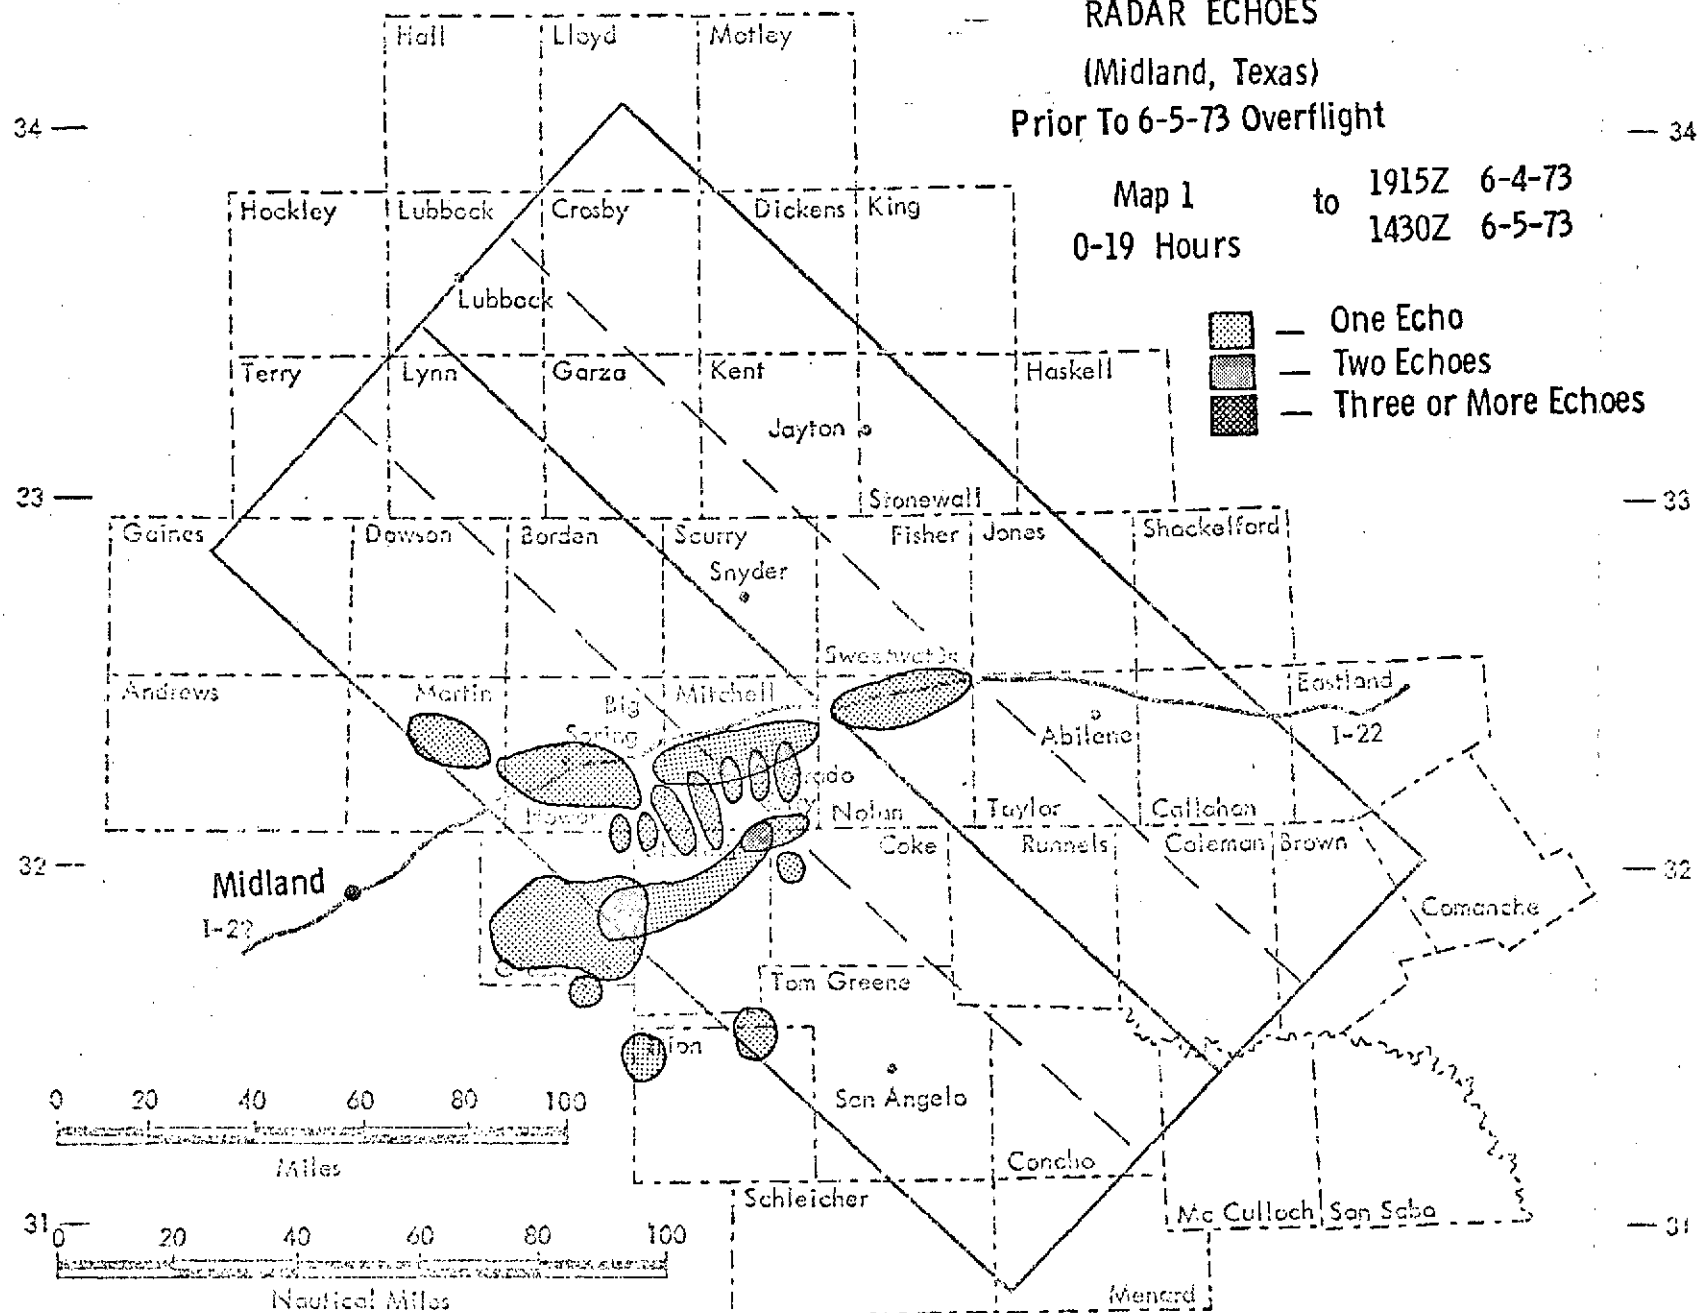 RADAR ECHOES
(Midland, Texas)
Prior To 6-5-73 Overflight
Map 1
0-19 Hours
to
1915Z 6-4-73
1430Z 6-5-73
— One Echo
— Two Echoes
— Three or More Echoes
Hall Lloyd Motley
34 — — 34
Hockley Lubbock Crosby Dickens King
Lubbock
Terry Lynn Garza Kent Haskell
Jayton
33 — — 33
Stonewall
Gaines Dawson Borden Scurry Fisher Jones Shackelford
Snyder
Sweetwater
Andrews Martin Big Mitchell Eastland
Spring Abilene I-22
Nolan Taylor Callahan
Coke Runnels Coleman Brown
32 — — 32
Midland
I-2?
Comanche
Tom Greene
San Angelo
0 20 40 60 80 100
Miles
Concho
Schleicher
Mc Culloch San Saba
31 — — 31
0 20 40 60 80 100
Nautical Miles
Menard